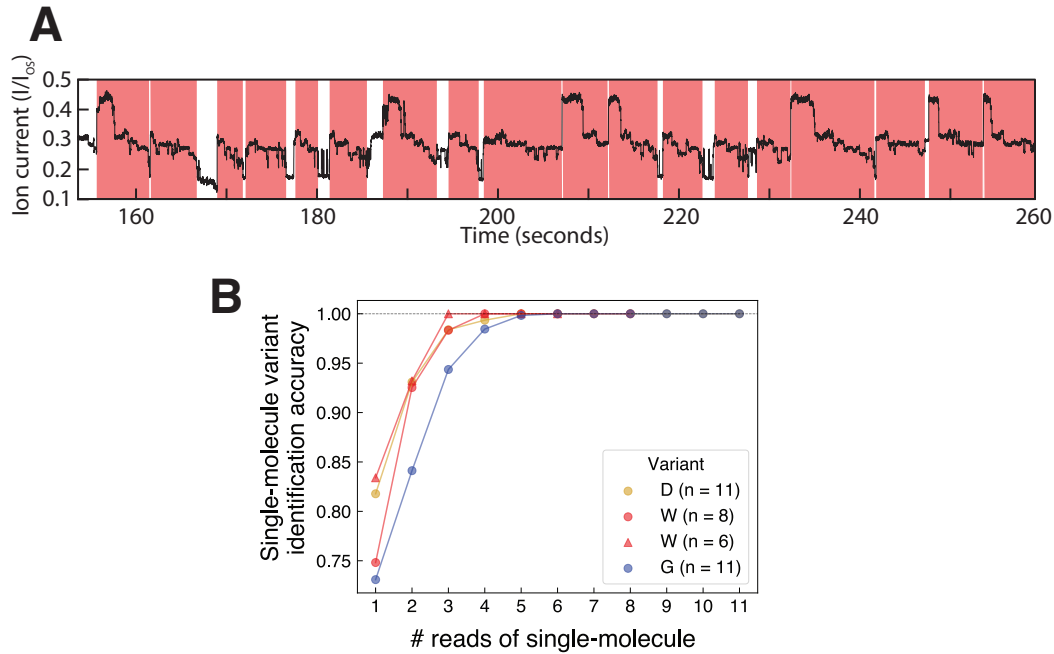 A
Ion current (I/Ios)
0.5
0.4
0.3
0.2
0.1
160
180
200
220
240
260
Time (seconds)
B
Single-molecule variant
identification accuracy
1.00
0.95
0.90
0.85
0.80
0.75
Variant
D (n = 11)
W (n = 8)
W (n = 6)
G (n = 11)
1 2 3 4 5 6 7 8 9 10 11
# reads of single-molecule